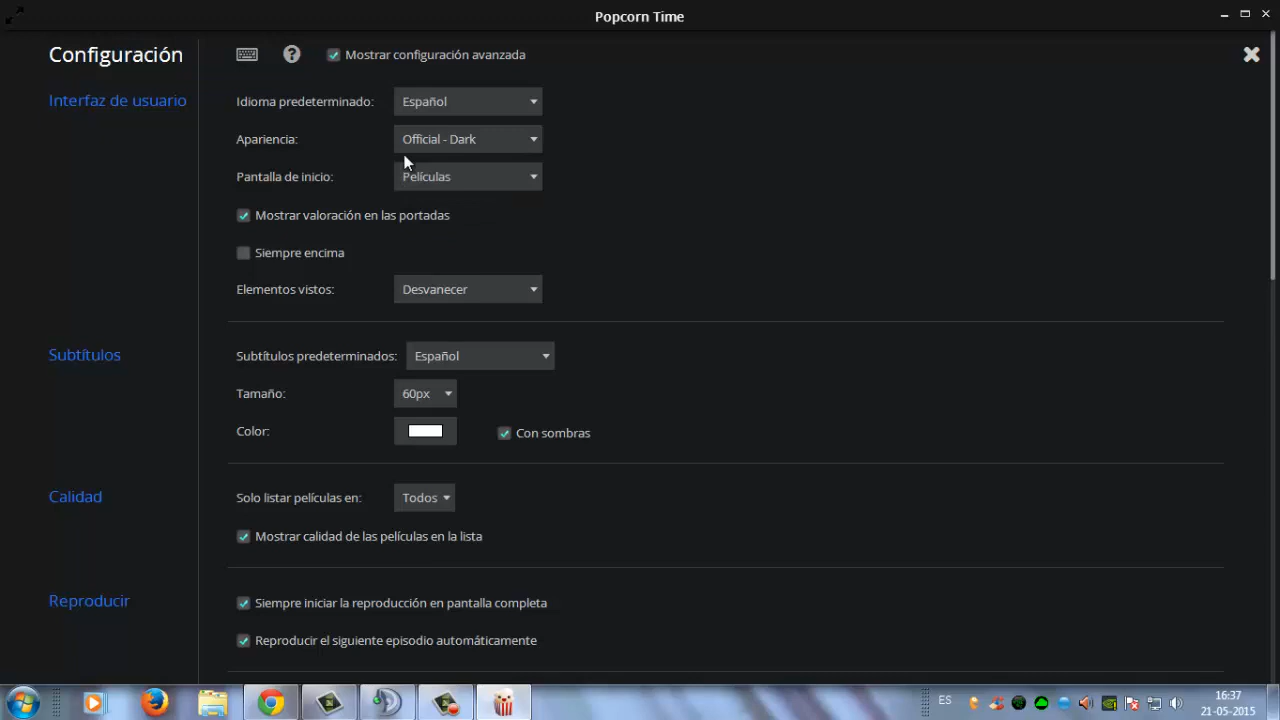 Popcorn Time
Configuración
Mostrar configuración avanzada
Interfaz de usuario
Idioma predeterminado: Español
Apariencia: Official - Dark
Pantalla de inicio: Películas
Mostrar valoración en las portadas
Siempre encima
Elementos vistos: Desvanecer
Subtítulos
Subtítulos predeterminados: Español
Tamaño: 60px
Color: Con sombras
Calidad
Solo listar películas en: Todos
Mostrar calidad de las películas en la lista
Reproducir
Siempre iniciar la reproducción en pantalla completa
Reproducir el siguiente episodio automáticamente
ES
16:37
21-05-2015